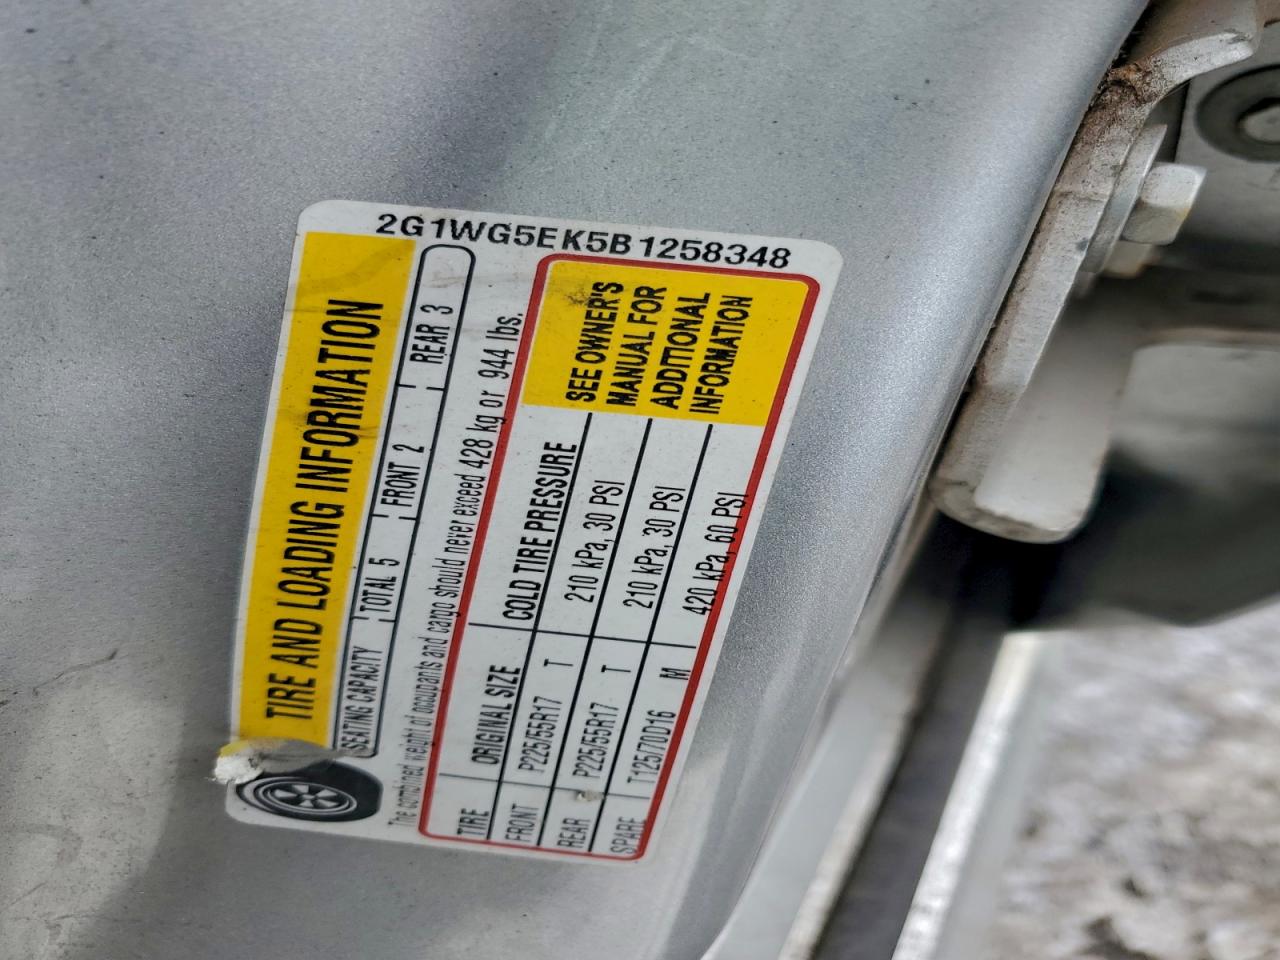 2G1WG5EK5B1258348
TIRE AND LOADING INFORMATION
SEATING CAPACITY TOTAL 5 FRONT 2 REAR 3
The combined weight of occupants and cargo should never exceed 428 kg or 944 lbs.
TIRE ORIGINAL SIZE COLD TIRE PRESSURE
FRONT P225/55R17 T 210 kPa, 30 PSI
REAR P225/55R17 T 210 kPa, 30 PSI
SPARE T125/70D16 M 420 kPa, 60 PSI
SEE OWNER'S
MANUAL FOR
ADDITIONAL
INFORMATION